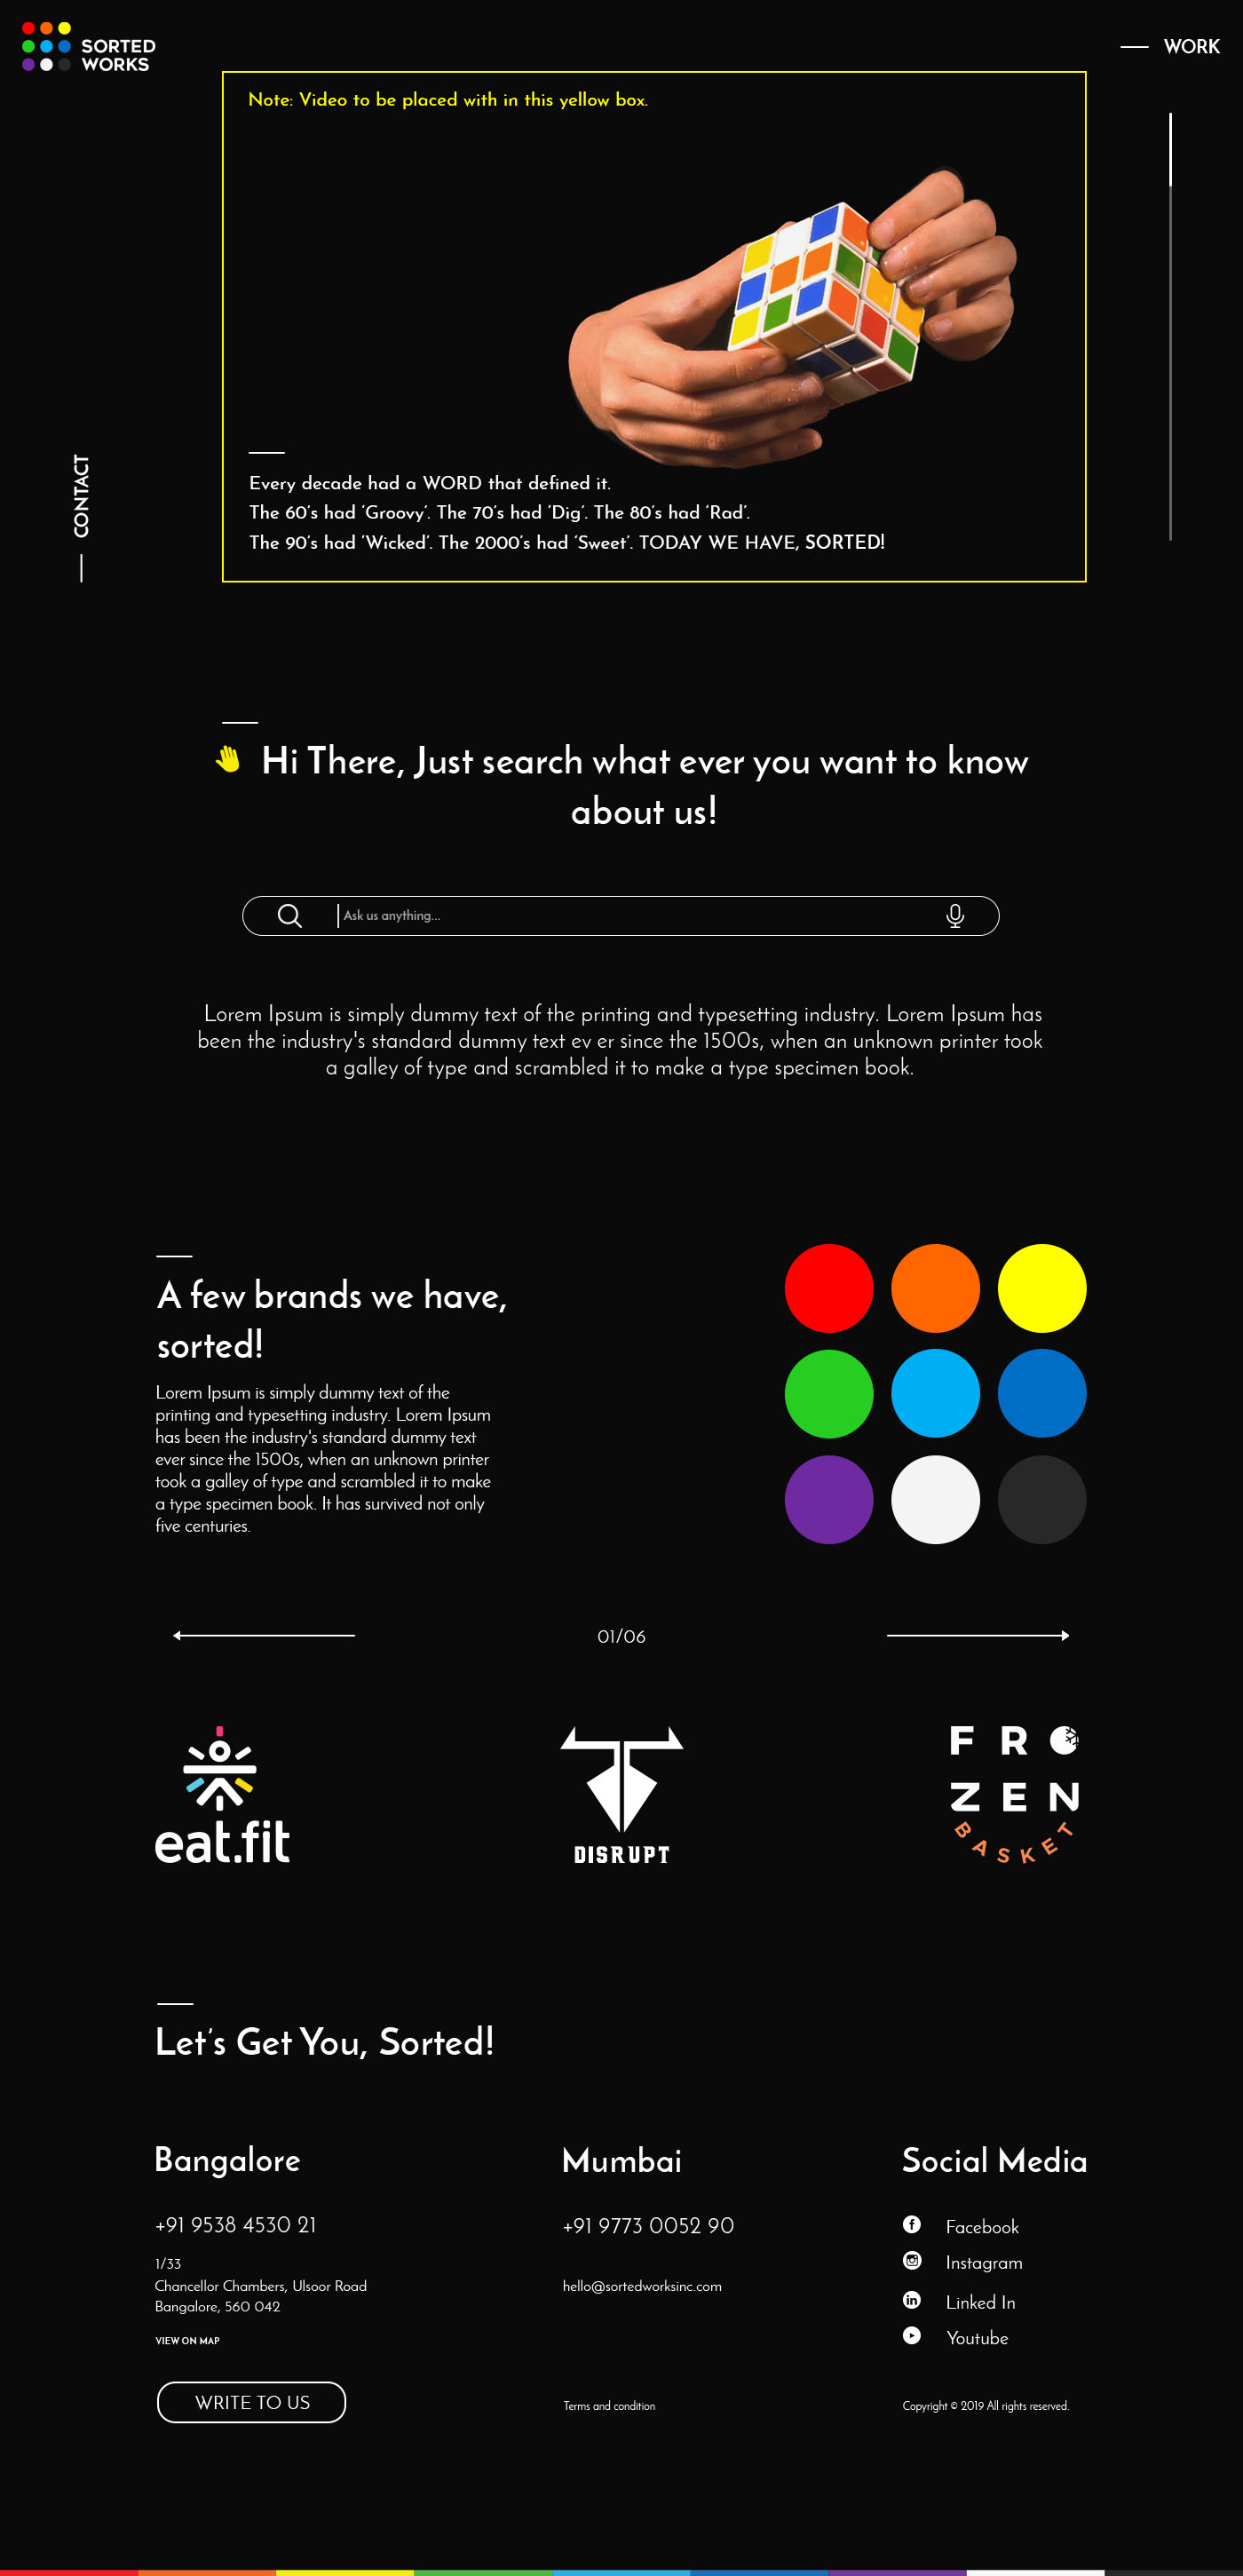 SORTED
WORKS
WORK
Note: Video to be placed with in this yellow box.
CONTACT
Every decade had a WORD that defined it.
The 60's had 'Groovy'. The 70's had 'Dig'. The 80's had 'Rad'.
The 90's had 'Wicked'. The 2000's had 'Sweet'. TODAY WE HAVE, SORTED!
Hi There, Just search what ever you want to know
about us!
Ask us anything...
Lorem Ipsum is simply dummy text of the printing and typesetting industry. Lorem Ipsum has
been the industry's standard dummy text ev er since the 1500s, when an unknown printer took
a galley of type and scrambled it to make a type specimen book.
A few brands we have,
sorted!
Lorem Ipsum is simply dummy text of the
printing and typesetting industry. Lorem Ipsum
has been the industry's standard dummy text
ever since the 1500s, when an unknown printer
took a galley of type and scrambled it to make
a type specimen book. It has survived not only
five centuries.
01/06
eat.fit
DISRUPT
FRO
ZEN
BASKET
Let's Get You, Sorted!
Bangalore
+91 9538 4530 21
1/33
Chancellor Chambers, Ulsoor Road
Bangalore, 560 042
VIEW ON MAP
WRITE TO US
Mumbai
+91 9773 0052 90
hello@sortedworksinc.com
Terms and condition
Social Media
Facebook
Instagram
Linked In
Youtube
Copyright © 2019 All rights reserved.